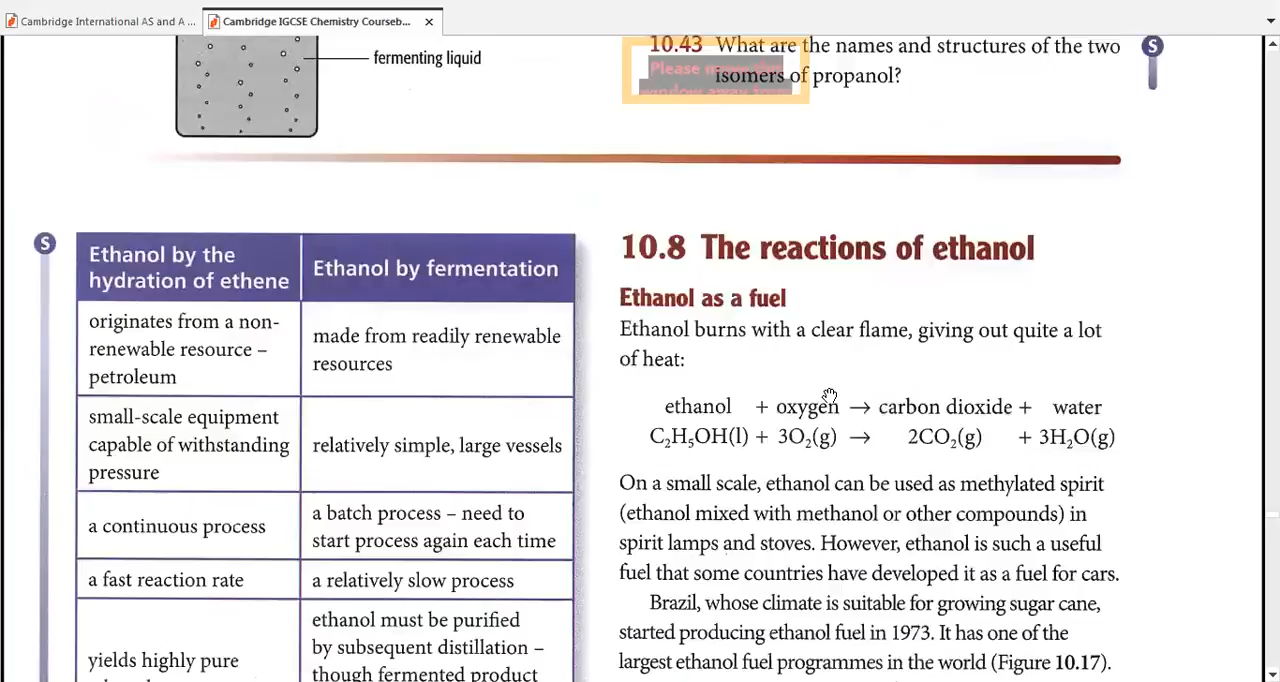 Cambridge International AS and A ...
Cambridge IGCSE Chemistry Courseb...
fermenting liquid
10.43 What are the names and structures of the two
isomers of propanol?
Please
window away from
S
S
Ethanol by the
hydration of ethene
Ethanol by fermentation
originates from a non-
renewable resource –
petroleum
made from readily renewable
resources
small-scale equipment
capable of withstanding
pressure
relatively simple, large vessels
a continuous process
a batch process – need to
start process again each time
a fast reaction rate
a relatively slow process
yields highly pure
ethanol must be purified
by subsequent distillation –
though fermented product
10.8 The reactions of ethanol
Ethanol as a fuel
Ethanol burns with a clear flame, giving out quite a lot
of heat:
ethanol + oxygen → carbon dioxide + water
C₂H₅OH(l) + 3O₂(g) → 2CO₂(g) + 3H₂O(g)
On a small scale, ethanol can be used as methylated spirit
(ethanol mixed with methanol or other compounds) in
spirit lamps and stoves. However, ethanol is such a useful
fuel that some countries have developed it as a fuel for cars.
Brazil, whose climate is suitable for growing sugar cane,
started producing ethanol fuel in 1973. It has one of the
largest ethanol fuel programmes in the world (Figure 10.17).